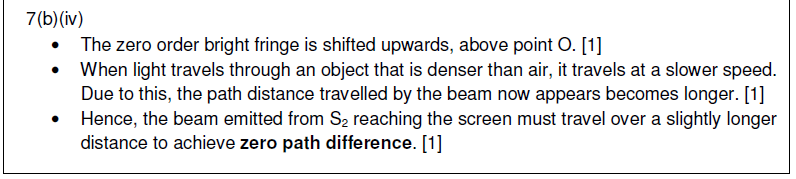 7(b)(iv)
• The zero order bright fringe is shifted upwards, above point O. [1]
• When light travels through an object that is denser than air, it travels at a slower speed.
Due to this, the path distance travelled by the beam now appears becomes longer. [1]
• Hence, the beam emitted from S₂ reaching the screen must travel over a slightly longer
distance to achieve zero path difference. [1]